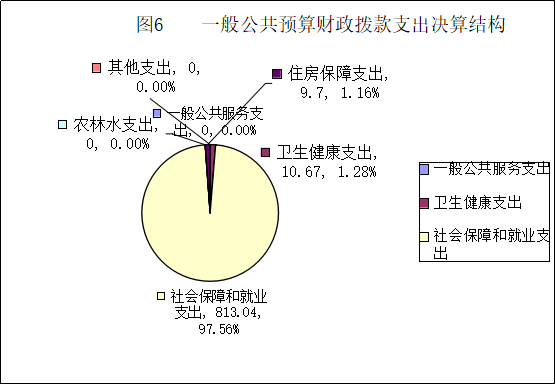 图6 一般公共预算财政拨款支出决算结构
其他支出, 0,
0.00%
住房保障支出,
9.7, 1.16%
一般公共服务支
出, 0, 0.00%
农林水支出,
0, 0.00%
卫生健康支出,
10.67, 1.28%
社会保障和就业
支出, 813.04,
97.56%
一般公共服务支出
卫生健康支出
社会保障和就业支
出